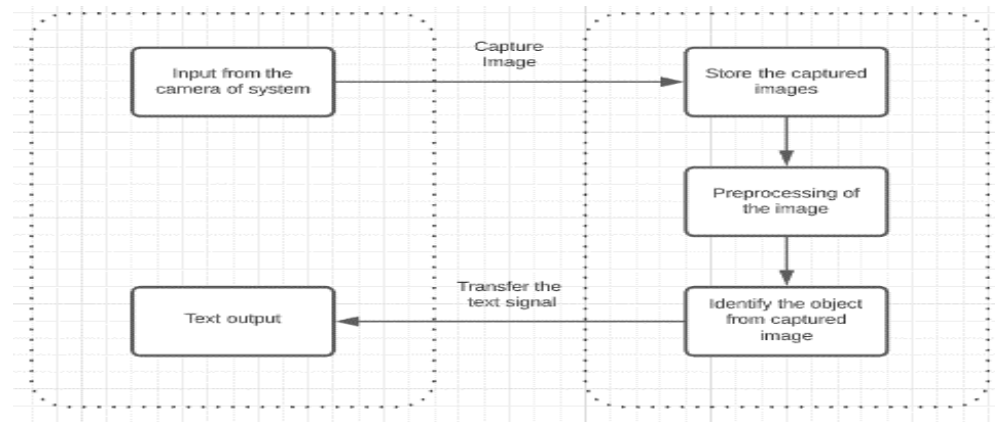 Input from the
camera of system
Capture
Image
Store the captured
images
Preprocessing of
the image
Identify the object
from captured
image
Transfer the
text signal
Text output